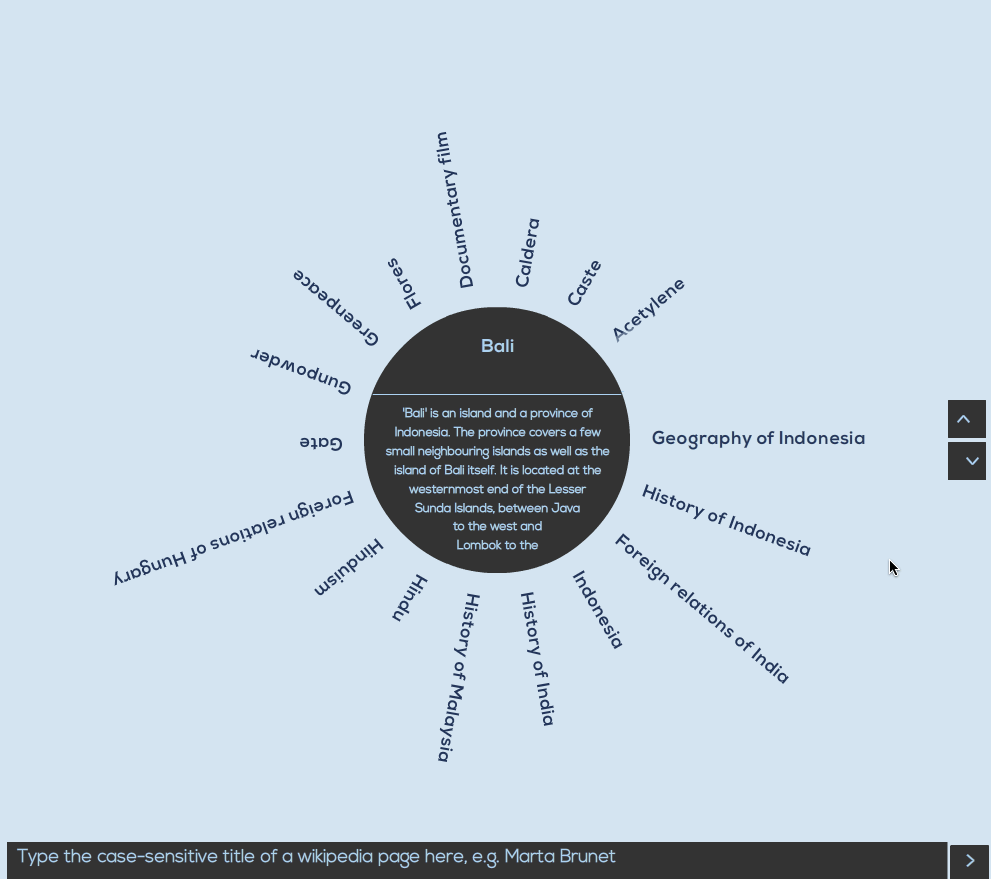 Documentary film
Caldera
Caste
Acetylene
Geography of Indonesia
History of Indonesia
Foreign relations of India
Indonesia
History of India
History of Malaysia
Hindu
Hinduism
Foreign relations of Hungary
Gate
Gunpowder
Greenpeace
Flores
Bali
'Bali' is an island and a province of
Indonesia. The province covers a few
small neighbouring islands as well as the
island of Bali itself. It is located at the
westernmost end of the Lesser
Sunda Islands, between Java
to the west and
Lombok to the
Type the case-sensitive title of a wikipedia page here, e.g. Marta Brunet